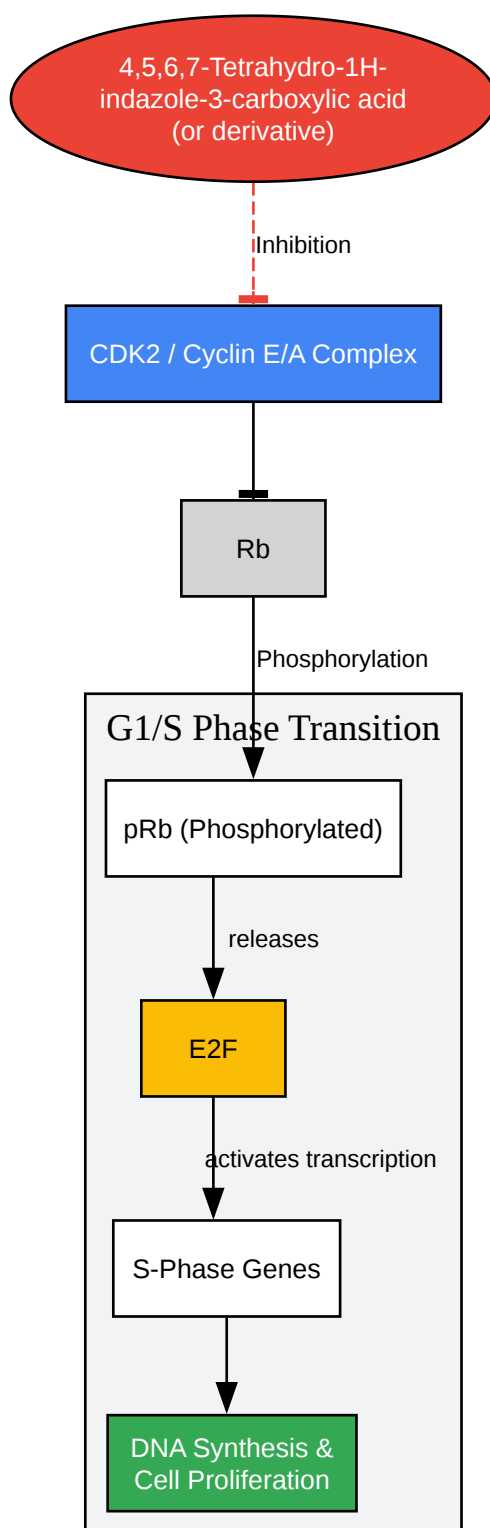 4,5,6,7-Tetrahydro-1H-
indazole-3-carboxylic acid
(or derivative)
Inhibition
CDK2 / Cyclin E/A Complex
Rb
Phosphorylation
G1/S Phase Transition
pRb (Phosphorylated)
releases
E2F
activates transcription
S-Phase Genes
DNA Synthesis &
Cell Proliferation